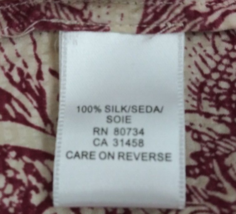 100% SILK/SEDA/
SOIE
RN 80734
CA 31458
CARE ON REVERSE